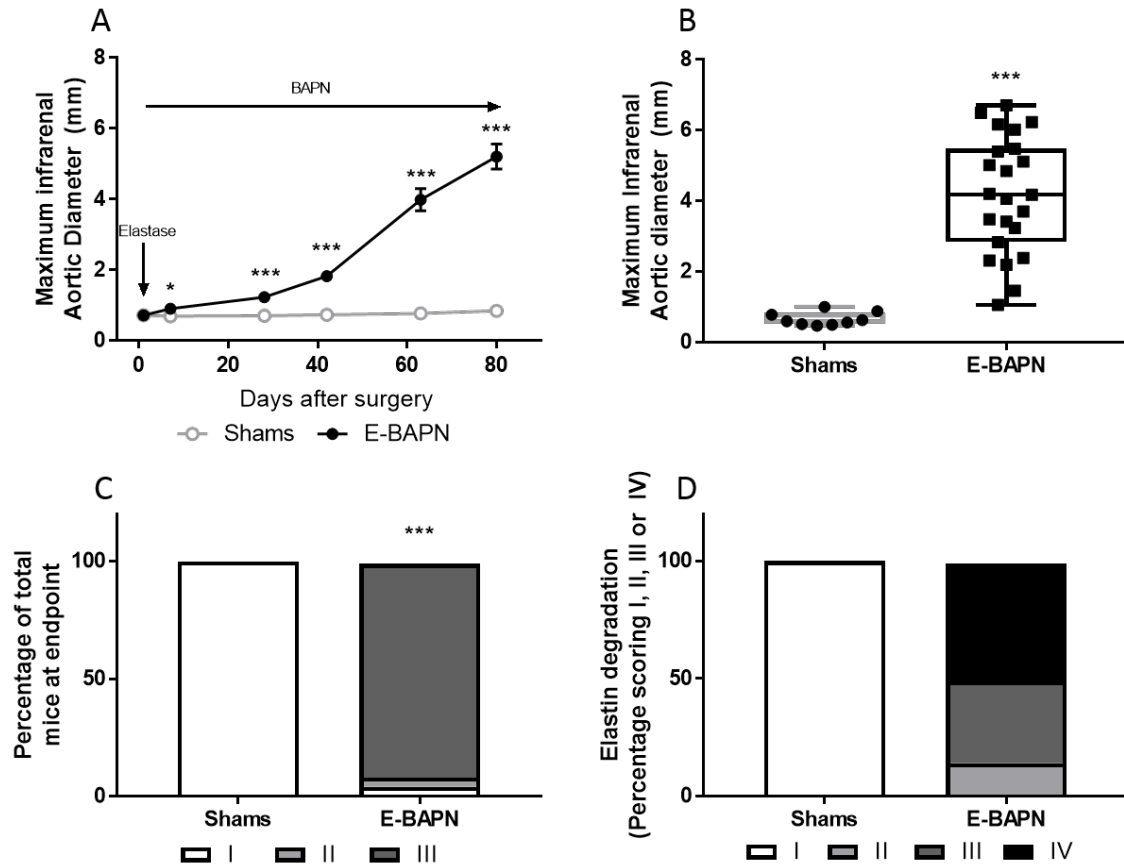 A
Maximum infrarenal
Aortic Diameter (mm)
8
6
4
2
0
BAPN
Elastase
*
***
***
***
***
0
20
40
60
80
Days after surgery
Shams
E-BAPN
B
Maximum Infrarenal
Aortic diameter (mm)
8
6
4
2
0
***
Shams
E-BAPN
C
Percentage of total
mice at endpoint
100
50
0
***
Shams
E-BAPN
I
II
III
D
Elastin degradation
(Percentage scoring I, II, III or IV)
100
50
0
Shams
E-BAPN
I
II
III
IV